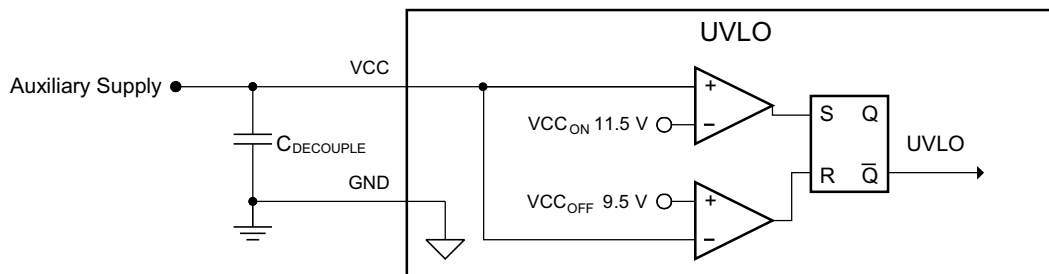 UVLO
VCC
Auxiliary Supply
+
−
VCC_ON 11.5 V
S Q
C_DECOUPLE
UVLO
GND
R Q̅
VCC_OFF 9.5 V
+
−